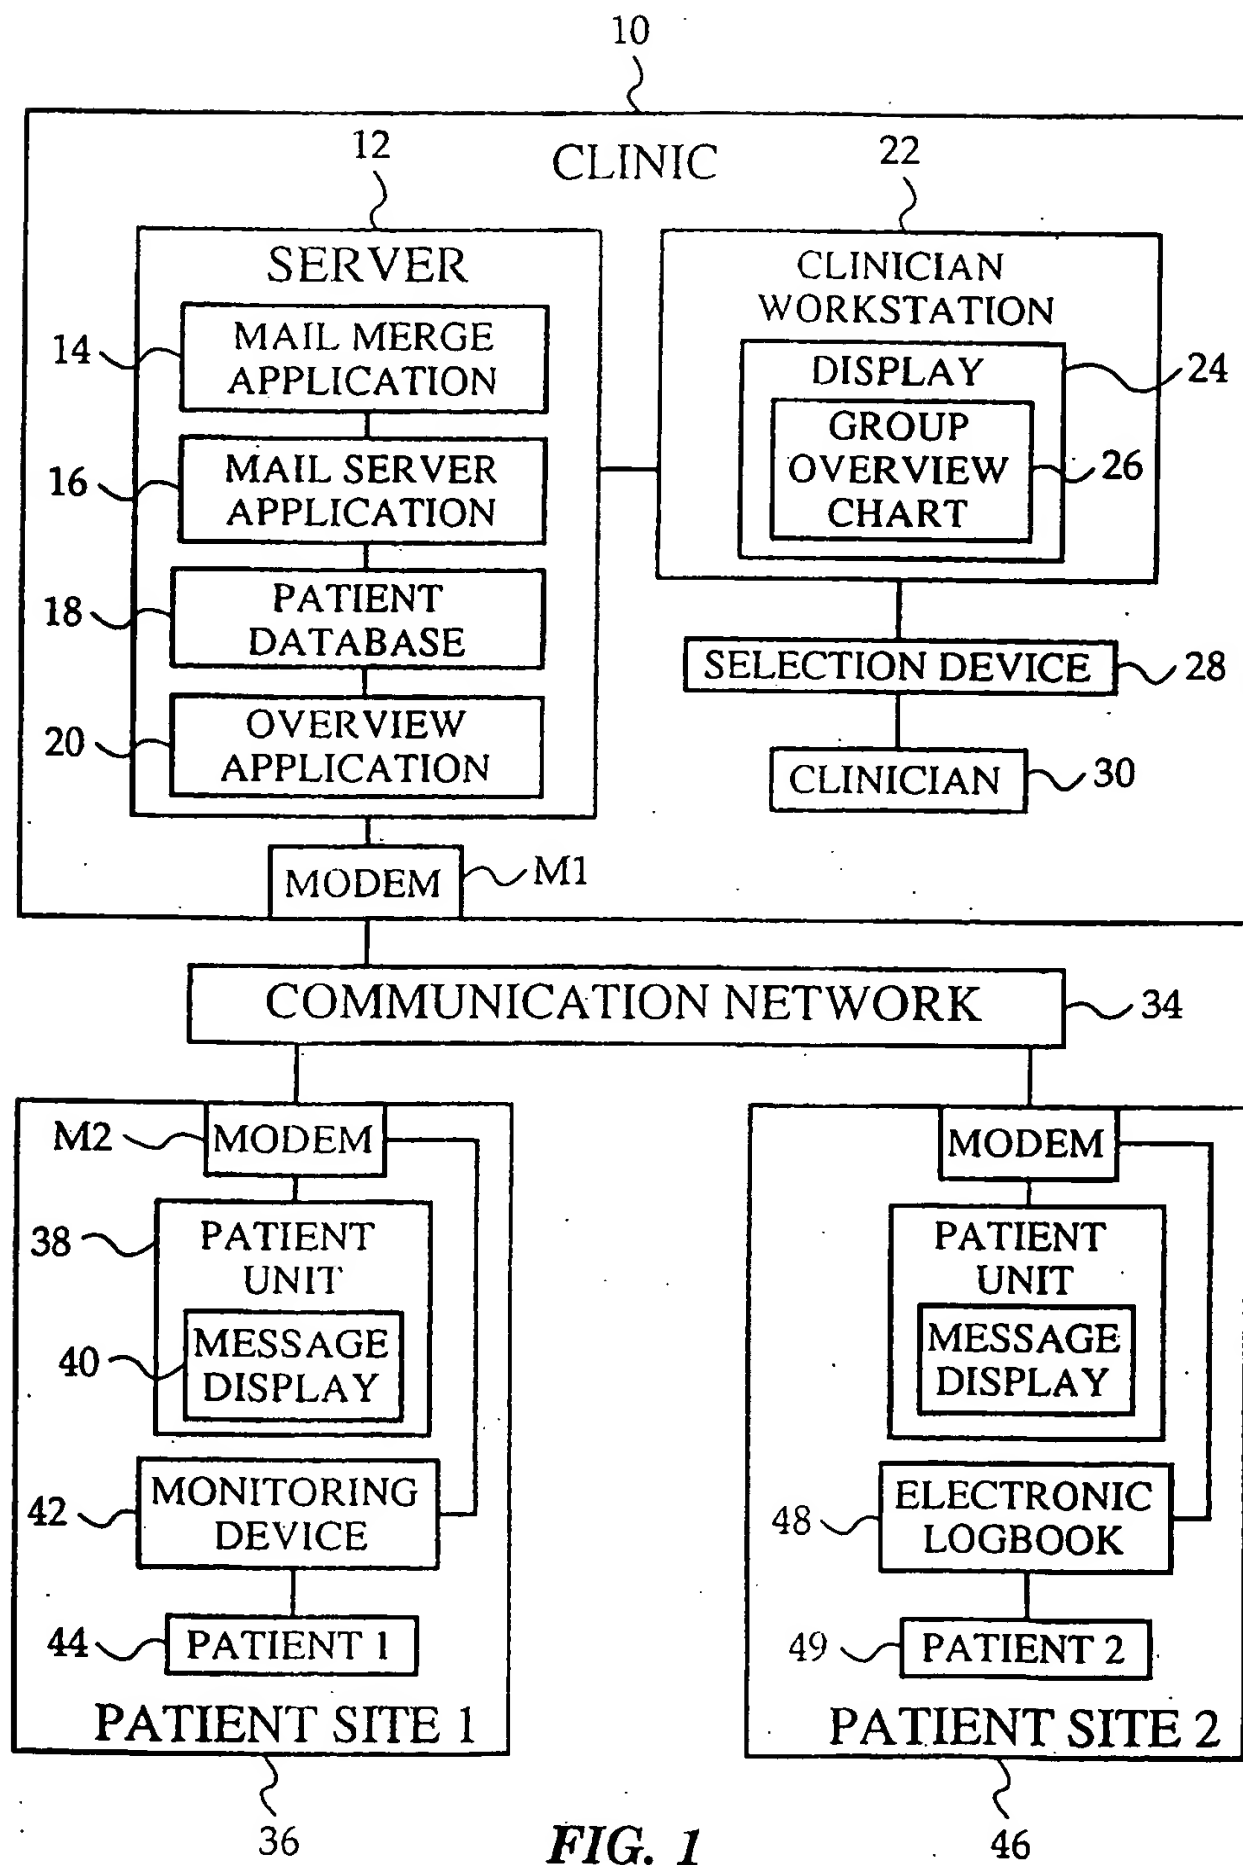 10
CLINIC
12
22
SERVER
CLINICIAN
WORKSTATION
14
MAIL MERGE
APPLICATION
DISPLAY
24
GROUP
OVERVIEW
CHART
26
16
MAIL SERVER
APPLICATION
18
PATIENT
DATABASE
SELECTION DEVICE
28
20
OVERVIEW
APPLICATION
CLINICIAN
30
MODEM
M1
COMMUNICATION NETWORK
34
M2
MODEM
38
PATIENT
UNIT
40
MESSAGE
DISPLAY
42
MONITORING
DEVICE
44
PATIENT 1
PATIENT SITE 1
36
MODEM
PATIENT
UNIT
MESSAGE
DISPLAY
48
ELECTRONIC
LOGBOOK
49
PATIENT 2
PATIENT SITE 2
46
FIG. 1